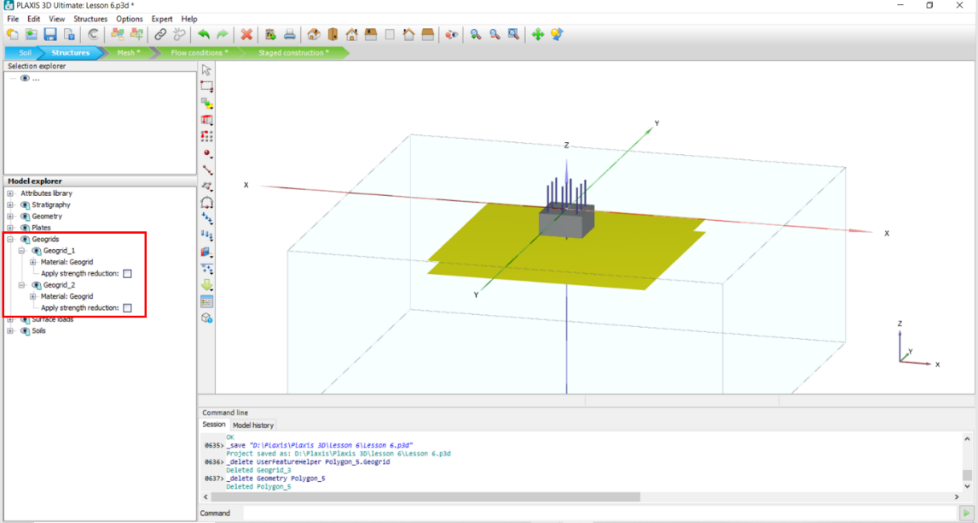 PLAXIS 3D Ultimate: Lesson 6.p3d *
File Edit View Structures Options Expert Help
Soil Structures Mesh * Flow conditions * Staged construction *
Selection explorer
...
Model explorer
Attributes library
Stratigraphy
Geometry
Plates
Geogrids
Geogrid_1
Material: Geogrid
Apply strength reduction:
Geogrid_2
Material: Geogrid
Apply strength reduction:
Surface loads
Soils
Y
Z
X
X
Y
Z
Y
X
Command line
Session Model history
OK
0635> _save "D:\Plaxis\Plaxis 3D\Lesson 6\Lesson 6.p3d"
Project saved as: D:\Plaxis\Plaxis 3D\Lesson 6\Lesson 6.p3d
0636> _delete UserFeatureHelper Polygon_5.Geogrid
Deleted Geogrid_3
0637> _delete Geometry Polygon_5
Deleted Polygon_5
Command